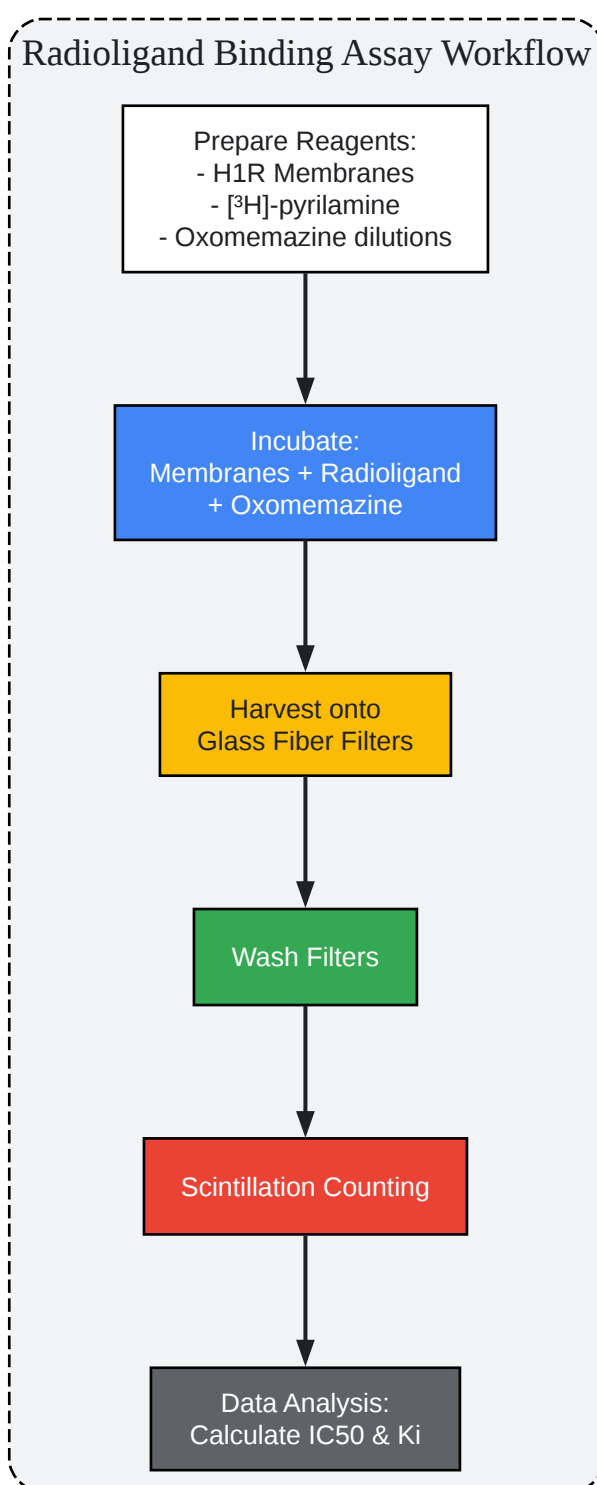 Radioligand Binding Assay Workflow
Prepare Reagents:
- H1R Membranes
- [³H]-pyrilamine
- Oxomemazine dilutions
Incubate:
Membranes + Radioligand
+ Oxomemazine
Harvest onto
Glass Fiber Filters
Wash Filters
Scintillation Counting
Data Analysis:
Calculate IC50 & Ki